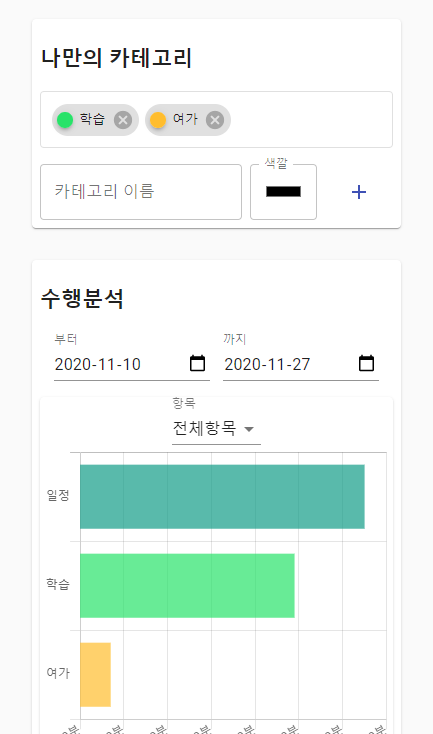 나만의 카테고리
학습 여가
색깔
카테고리 이름 +
수행분석
부터 까지
2020-11-10 2020-11-27
항목
전체항목
일정
학습
여가